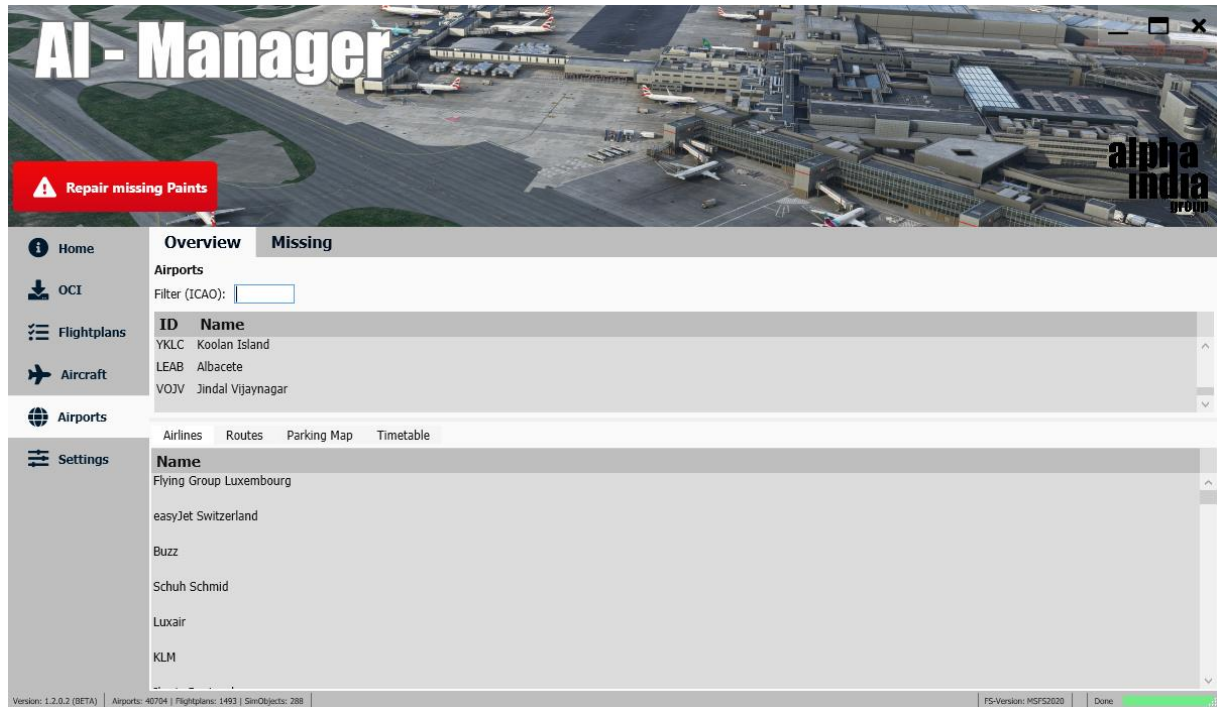 AI - Manager
alpha
india
group
Repair missing Paints
Home
OCI
Flightplans
Aircraft
Airports
Settings
Overview Missing
Airports
Filter (ICAO):
ID Name
YKLC Koolan Island
LEAB Albacete
VOJV Jindal Vijaynagar
Airlines Routes Parking Map Timetable
Name
Flying Group Luxembourg
easyJet Switzerland
Buzz
Schuh Schmid
Luxair
KLM
Version: 1.2.0.2 (BETA) Airports: 40704 | Flightplans: 1493 | SimObjects: 288 FS-Version: MSFS2020 Done